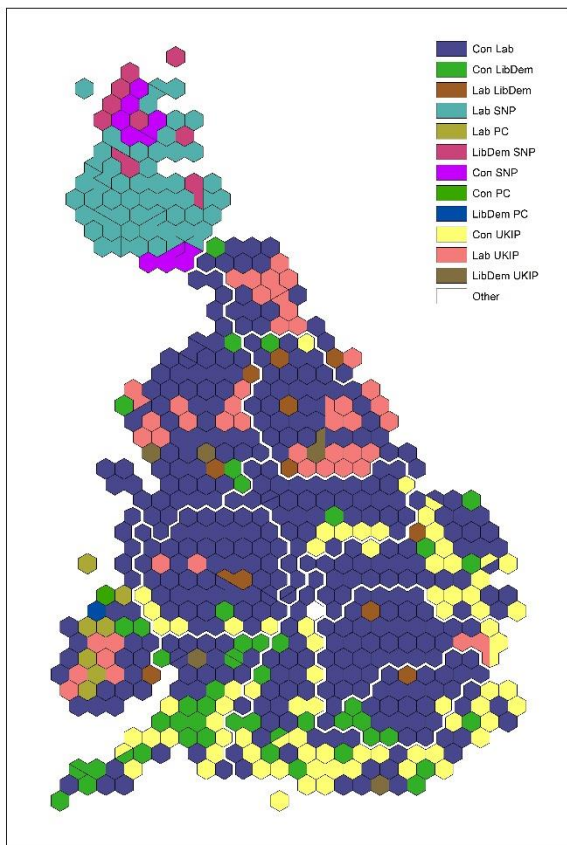 Con Lab
Con LibDem
Lab LibDem
Lab SNP
Lab PC
LibDem SNP
Con SNP
Con PC
LibDem PC
Con UKIP
Lab UKIP
LibDem UKIP
Other